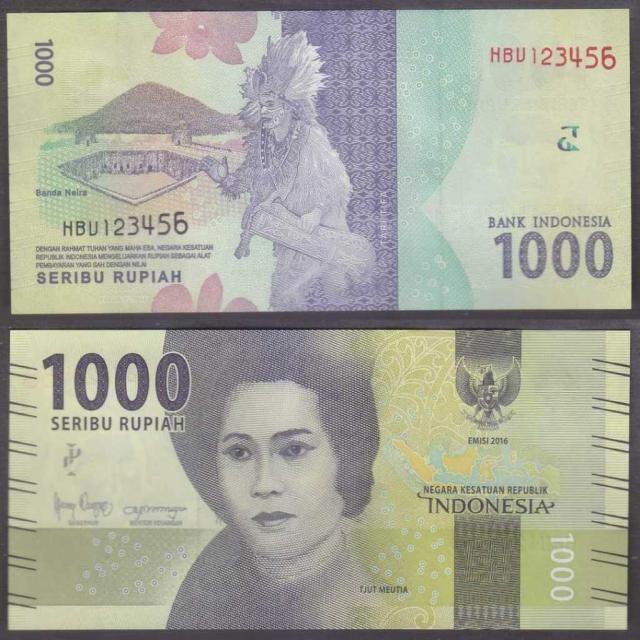 1000
HBU123456
Banda Neira
HBU123456
DENGAN RAHMAT TUHAN YANG MAHA ESA, NEGARA KESATUAN
REPUBLIK INDONESIA MENGELUARKAN RUPIAH SEBAGAI ALAT
PEMBAYARAN YANG SAH DENGAN NILAI
SERIBU RUPIAH
TARI TIFA
BANK INDONESIA
1000
1000
SERIBU RUPIAH
EMISI 2016
NEGARA KESATUAN REPUBLIK
INDONESIA
GUBERNUR
MENTERI KEUANGAN
TJUT MEUTIA
1000